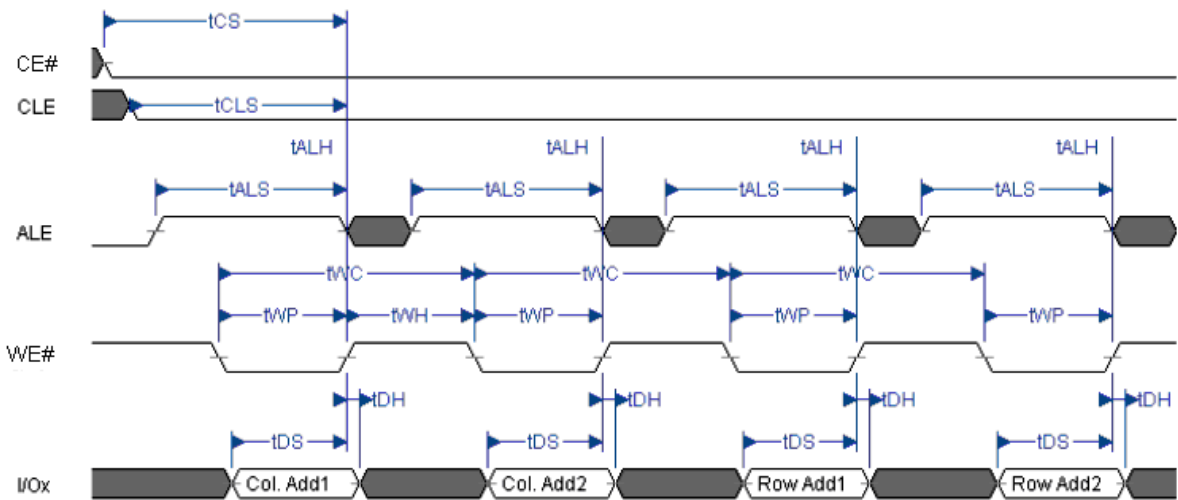 tCS
CE#
CLE tCLS
tALH tALH tALH tALH
tALS tALS tALS tALS
ALE
tWC tWC tWC
tWP tWH tWP tWP tWP
WE#
tDH tDH tDH tDH
tDS tDS tDS tDS
I/Ox Col. Add1 Col. Add2 Row Add1 Row Add2